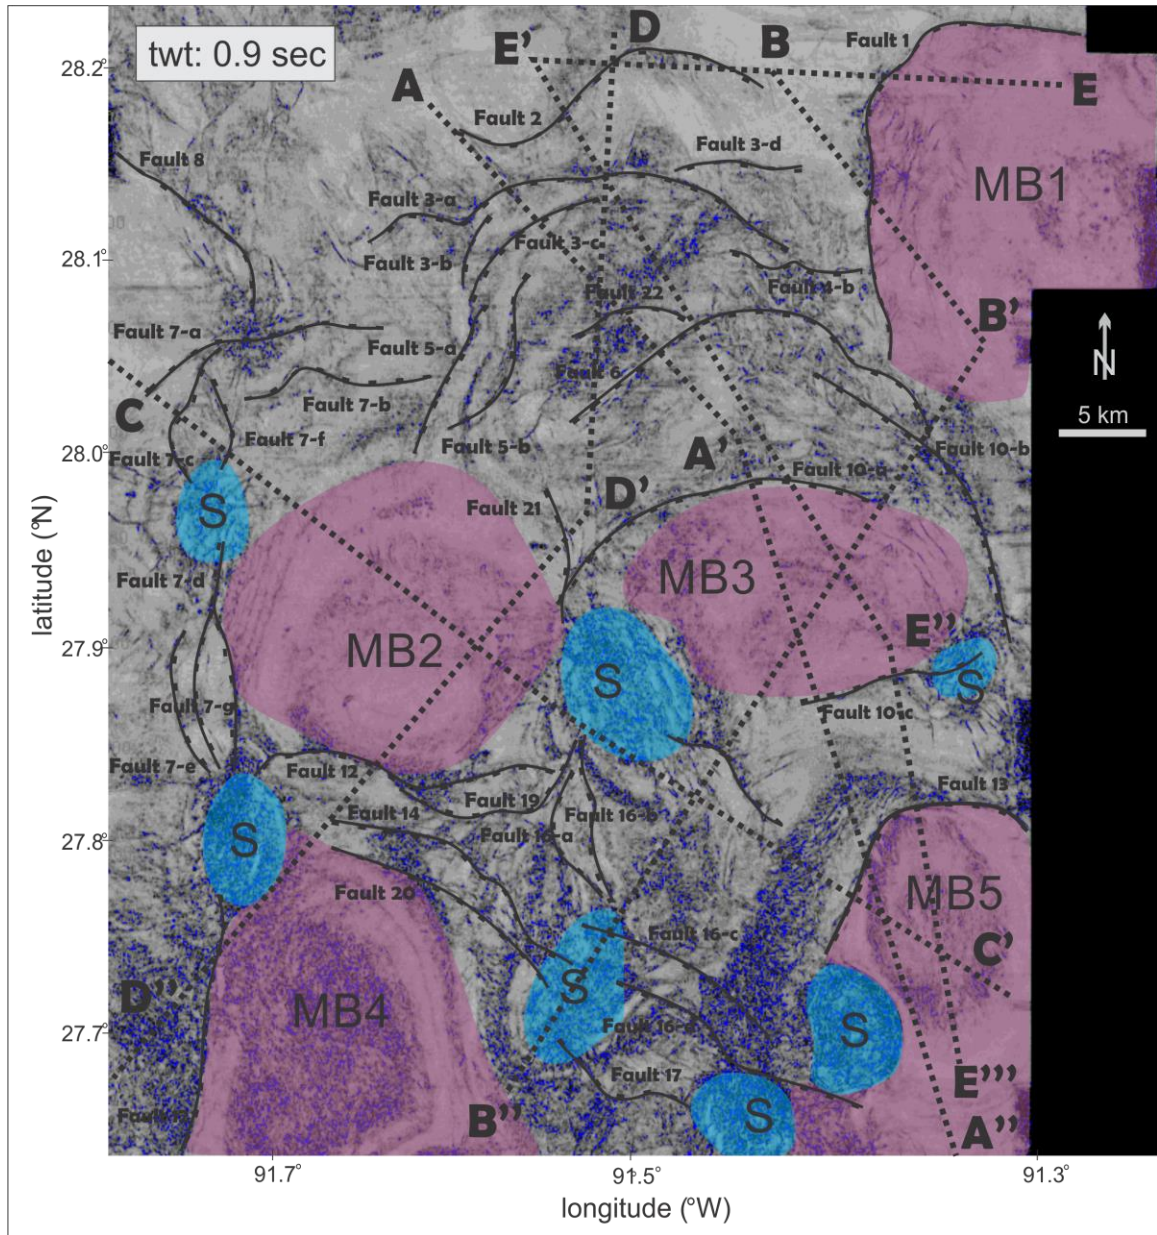 twt: 0.9 sec
D
B
E'
Fault 1
28.2°
A
E
Fault 2
Fault 3-d
Fault 8
MB1
Fault 3-a
Fault 3-c
Fault 3-b
28.1°
Fault 4-b
Fault 22
B'
N
Fault 7-a
Fault 5-a
Fault 6
5 km
C
Fault 7-b
Fault 7-f
Fault 5-b
Fault 10-b
28.0°
Fault 7-c
A'
Fault 10-a
D'
Fault 21
S
MB3
Fault 7-d
E''
latitude (°N)
27.9°
MB2
S
S
Fault 7-g
Fault 10-c
Fault 7-e
Fault 12
Fault 13
Fault 19
Fault 14
Fault 16-b
Fault 16-a
27.8°
S
Fault 20
MB5
Fault 16-c
C'
D''
S
MB4
S
27.7°
Fault 17
E'''
B''
S
A''
91.7°
91.5°
91.3°
longitude (°W)